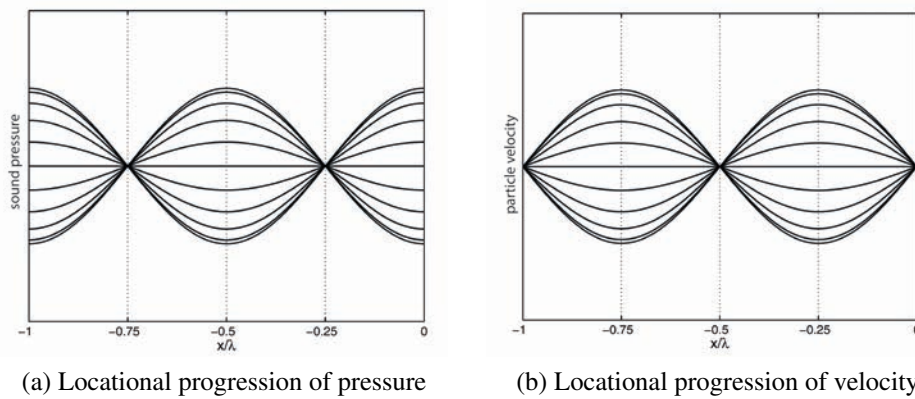 sound pressure
-1 -0.75 -0.5 -0.25 0
x/λ
(a) Locational progression of pressure
particle velocity
-1 -0.75 -0.5 -0.25
x/λ
(b) Locational progression of velocity